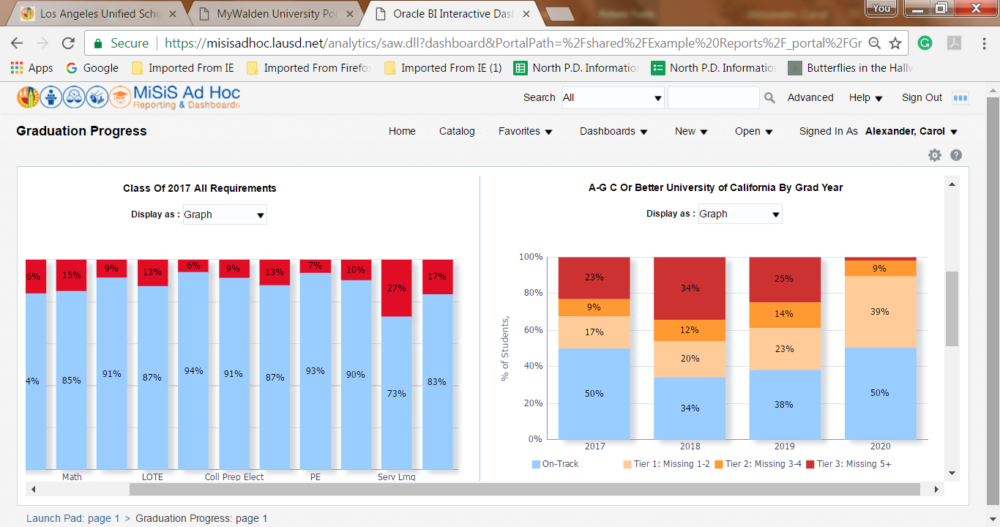 Los Angeles Unified Scho
MyWalden University Po
Oracle BI Interactive Das
You
Secure
https://misisadhoc.lausd.net/analytics/saw.dll?dashboard&PortalPath=%2Fshared%2FExample%20Reports%2F_portal%2FGr
Apps
Google
Imported From IE
Imported From Firefo
Imported From IE (1)
North P.D. Informatio
North P.D. Informatio
Butterflies in the Hallw
MiSiS Ad Hoc
Reporting & Dashboards
Search
All
Advanced
Help
Sign Out
Graduation Progress
Home
Catalog
Favorites
Dashboards
New
Open
Signed In As Alexander, Carol
Class Of 2017 All Requirements
Display as :
Graph
6%
15%
9%
13%
6%
9%
13%
7%
10%
27%
17%
4%
85%
91%
87%
94%
91%
87%
93%
90%
73%
83%
Math
LOTE
Coll Prep Elect
PE
Serv Lrng
A-G C Or Better University of California By Grad Year
Display as :
Graph
% of Students,
100%
80%
60%
40%
20%
0%
23%
9%
17%
50%
34%
12%
20%
34%
25%
14%
23%
38%
9%
39%
50%
2017
2018
2019
2020
On-Track
Tier 1: Missing 1-2
Tier 2: Missing 3-4
Tier 3: Missing 5+
Launch Pad: page 1 > Graduation Progress: page 1